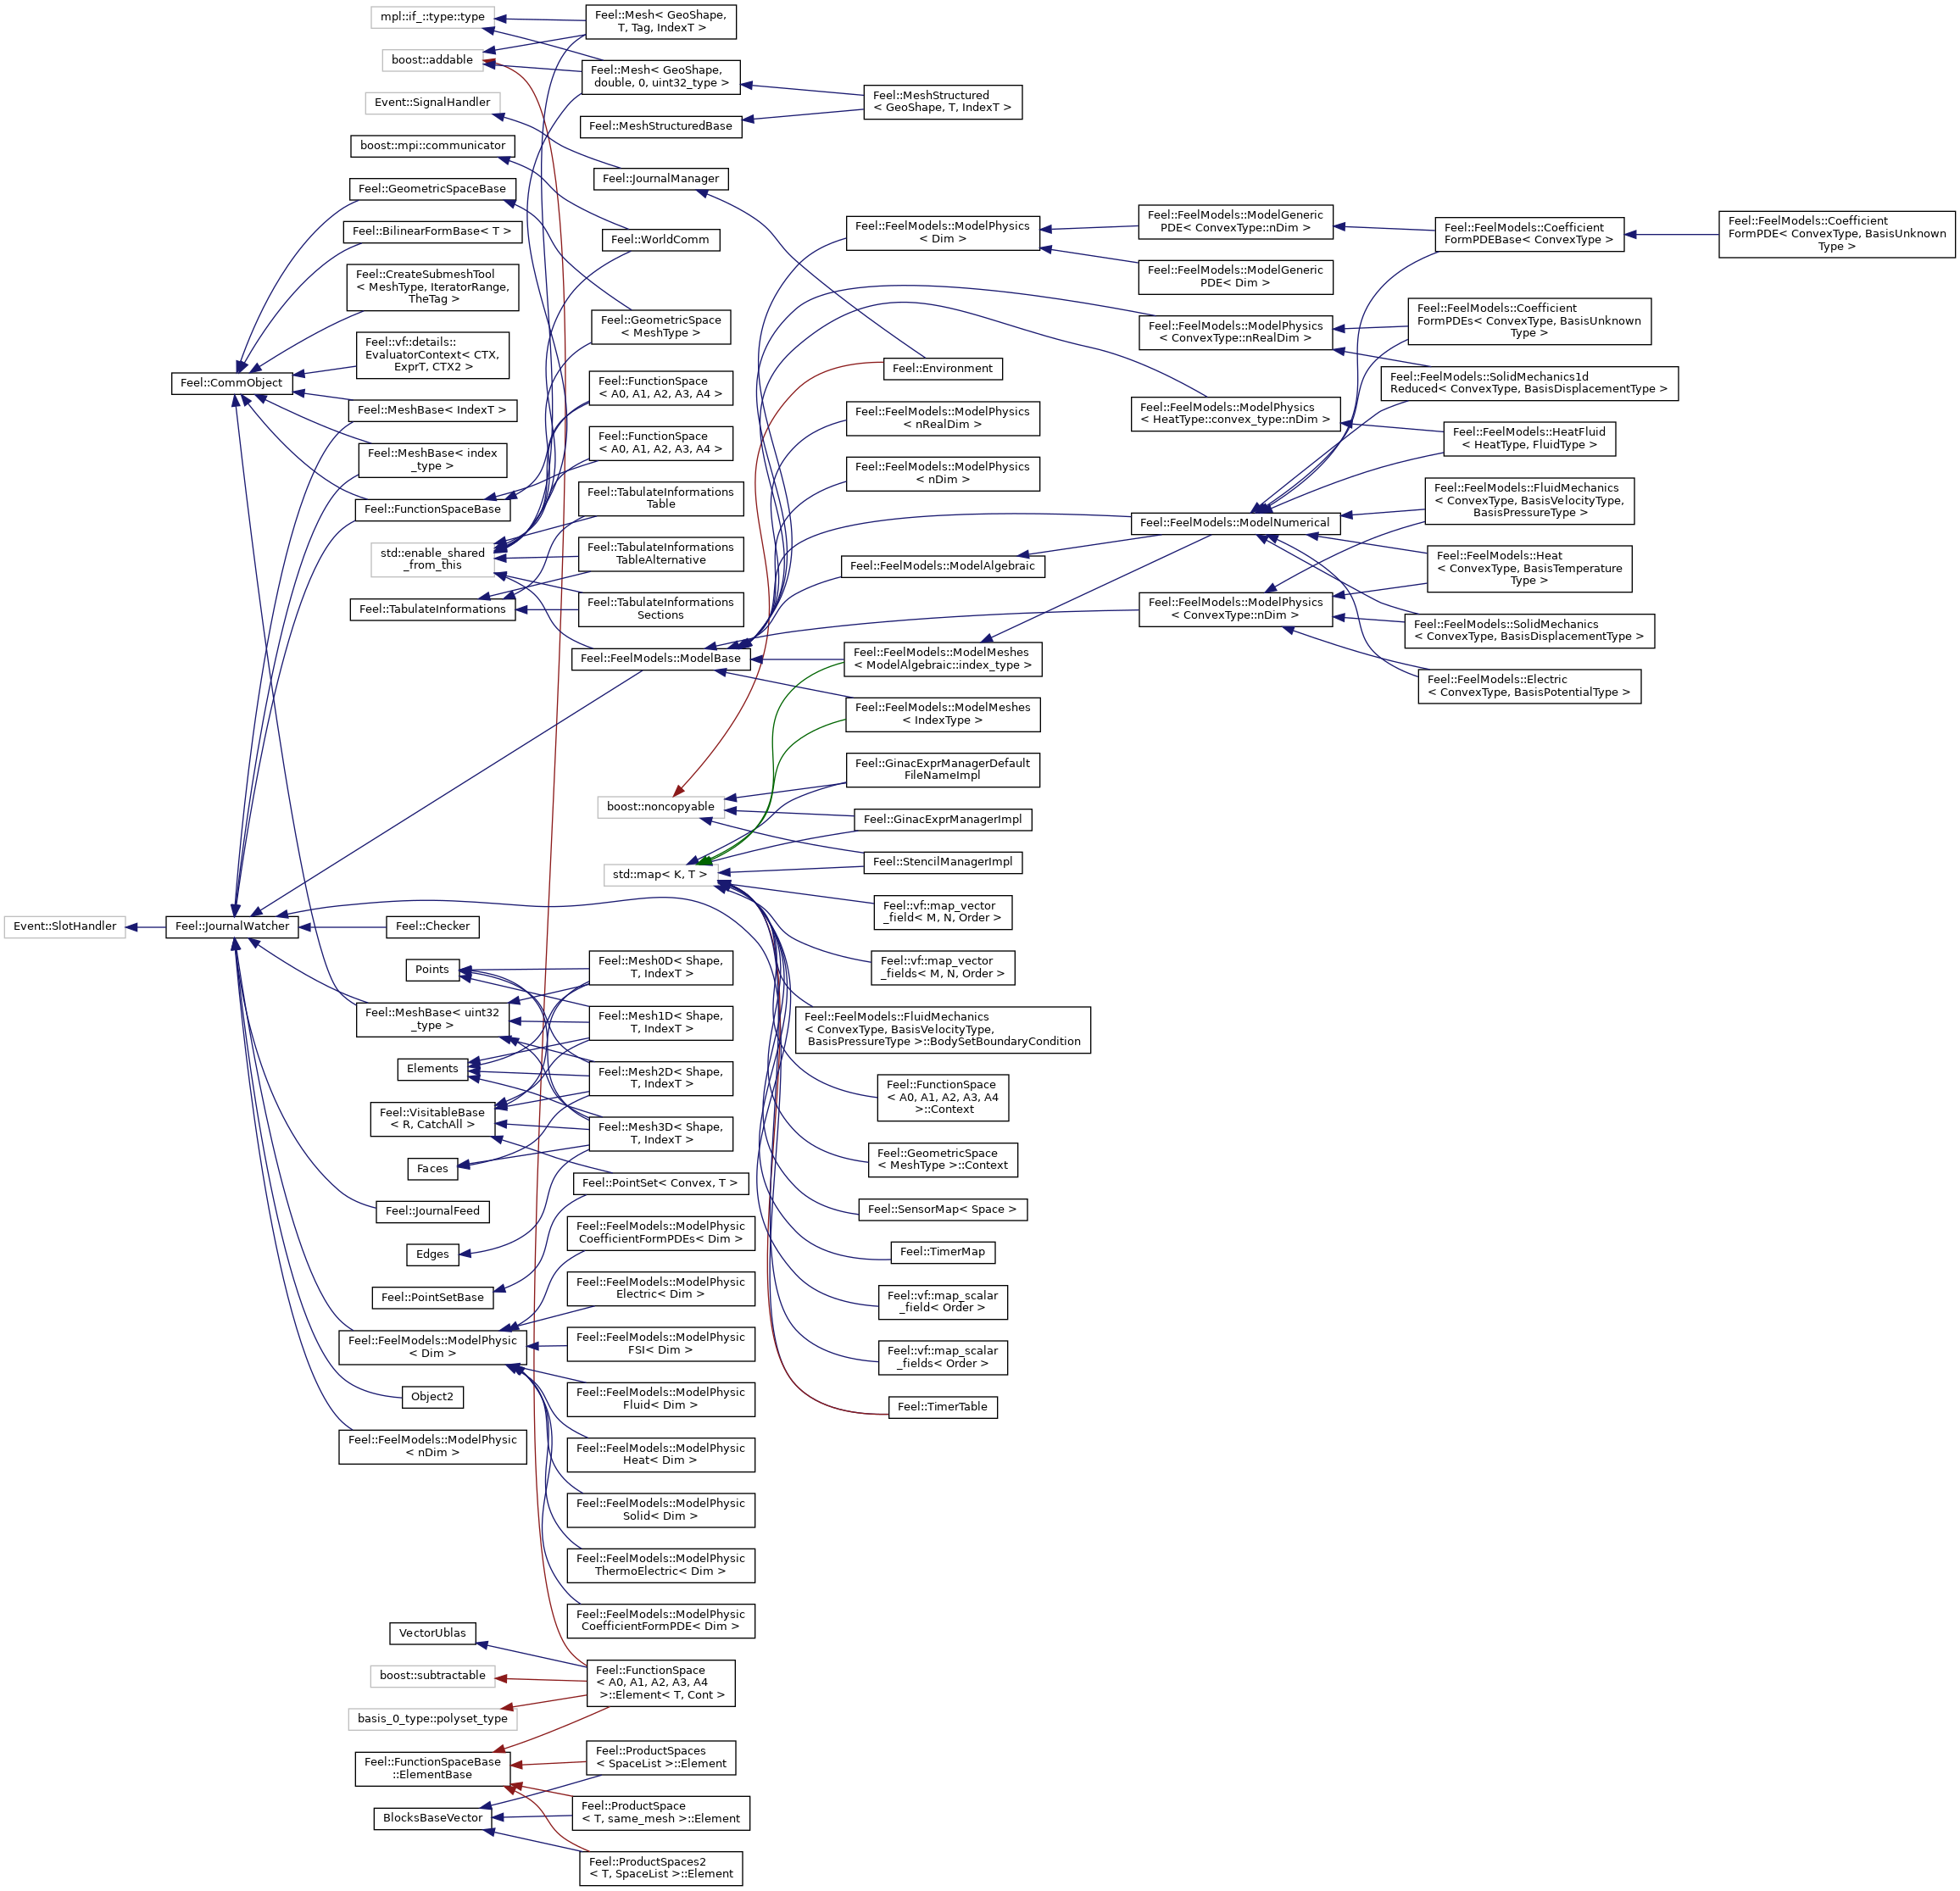 Event::SlotHandler
Feel::CommObject
Feel::JournalWatcher
mpl::if_::type::type
boost::addable
Event::SignalHandler
boost::mpi::communicator
Feel::GeometricSpaceBase
Feel::BilinearFormBase< T >
Feel::CreateSubmeshTool
< MeshType, IteratorRange,
TheTag >
Feel::vf::details::
EvaluatorContext< CTX,
ExprT, CTX2 >
Feel::MeshBase< IndexT >
Feel::MeshBase< index
_type >
Feel::FunctionSpaceBase
std::enable_shared
_from_this
Feel::TabulateInformations
Feel::Checker
Points
Feel::MeshBase< uint32
_type >
Elements
Feel::VisitableBase
< R, CatchAll >
Faces
Feel::JournalFeed
Edges
Feel::PointSetBase
Feel::FeelModels::ModelPhysic
< Dim >
Object2
Feel::FeelModels::ModelPhysic
< nDim >
VectorUblas
boost::subtractable
basis_0_type::polyset_type
Feel::FunctionSpaceBase
::ElementBase
BlocksBaseVector
Feel::Mesh< GeoShape,
T, Tag, IndexT >
Feel::Mesh< GeoShape,
double, 0, uint32_type >
Feel::MeshStructuredBase
Feel::JournalManager
Feel::WorldComm
Feel::GeometricSpace
< MeshType >
Feel::FunctionSpace
< A0, A1, A2, A3, A4 >
Feel::FunctionSpace
< A0, A1, A2, A3, A4 >
Feel::TabulateInformations
Table
Feel::TabulateInformations
TableAlternative
Feel::TabulateInformations
Sections
Feel::FeelModels::ModelBase
boost::noncopyable
std::map< K, T >
Feel::Mesh0D< Shape,
T, IndexT >
Feel::Mesh1D< Shape,
T, IndexT >
Feel::Mesh2D< Shape,
T, IndexT >
Feel::Mesh3D< Shape,
T, IndexT >
Feel::PointSet< Convex, T >
Feel::FeelModels::ModelPhysic
CoefficientFormPDEs< Dim >
Feel::FeelModels::ModelPhysic
Electric< Dim >
Feel::FeelModels::ModelPhysic
FSI< Dim >
Feel::FeelModels::ModelPhysic
Fluid< Dim >
Feel::FeelModels::ModelPhysic
Heat< Dim >
Feel::FeelModels::ModelPhysic
Solid< Dim >
Feel::FeelModels::ModelPhysic
ThermoElectric< Dim >
Feel::FeelModels::ModelPhysic
CoefficientFormPDE< Dim >
Feel::FunctionSpace
< A0, A1, A2, A3, A4
>::Element< T, Cont >
Feel::ProductSpaces
< SpaceList >::Element
Feel::ProductSpace
< T, same_mesh >::Element
Feel::ProductSpaces2
< T, SpaceList >::Element
Feel::MeshStructured
< GeoShape, T, IndexT >
Feel::FeelModels::ModelPhysics
< Dim >
Feel::Environment
Feel::FeelModels::ModelPhysics
< nRealDim >
Feel::FeelModels::ModelPhysics
< nDim >
Feel::FeelModels::ModelAlgebraic
Feel::FeelModels::ModelMeshes
< ModelAlgebraic::index_type >
Feel::FeelModels::ModelMeshes
< IndexType >
Feel::GinacExprManagerDefault
FileNameImpl
Feel::GinacExprManagerImpl
Feel::StencilManagerImpl
Feel::vf::map_vector
_field< M, N, Order >
Feel::vf::map_vector
_fields< M, N, Order >
Feel::FeelModels::FluidMechanics
< ConvexType, BasisVelocityType,
BasisPressureType >::BodySetBoundaryCondition
Feel::FunctionSpace
< A0, A1, A2, A3, A4
>::Context
Feel::GeometricSpace
< MeshType >::Context
Feel::SensorMap< Space >
Feel::TimerMap
Feel::vf::map_scalar
_field< Order >
Feel::vf::map_scalar
_fields< Order >
Feel::TimerTable
Feel::FeelModels::ModelGeneric
PDE< ConvexType::nDim >
Feel::FeelModels::ModelGeneric
PDE< Dim >
Feel::FeelModels::ModelPhysics
< ConvexType::nRealDim >
Feel::FeelModels::ModelPhysics
< HeatType::convex_type::nDim >
Feel::FeelModels::ModelNumerical
Feel::FeelModels::ModelPhysics
< ConvexType::nDim >
Feel::FeelModels::Coefficient
FormPDEBase< ConvexType >
Feel::FeelModels::Coefficient
FormPDEs< ConvexType, BasisUnknown
Type >
Feel::FeelModels::SolidMechanics1d
Reduced< ConvexType, BasisDisplacementType >
Feel::FeelModels::HeatFluid
< HeatType, FluidType >
Feel::FeelModels::FluidMechanics
< ConvexType, BasisVelocityType,
BasisPressureType >
Feel::FeelModels::Heat
< ConvexType, BasisTemperature
Type >
Feel::FeelModels::SolidMechanics
< ConvexType, BasisDisplacementType >
Feel::FeelModels::Electric
< ConvexType, BasisPotentialType >
Feel::FeelModels::Coefficient
FormPDE< ConvexType, BasisUnknown
Type >